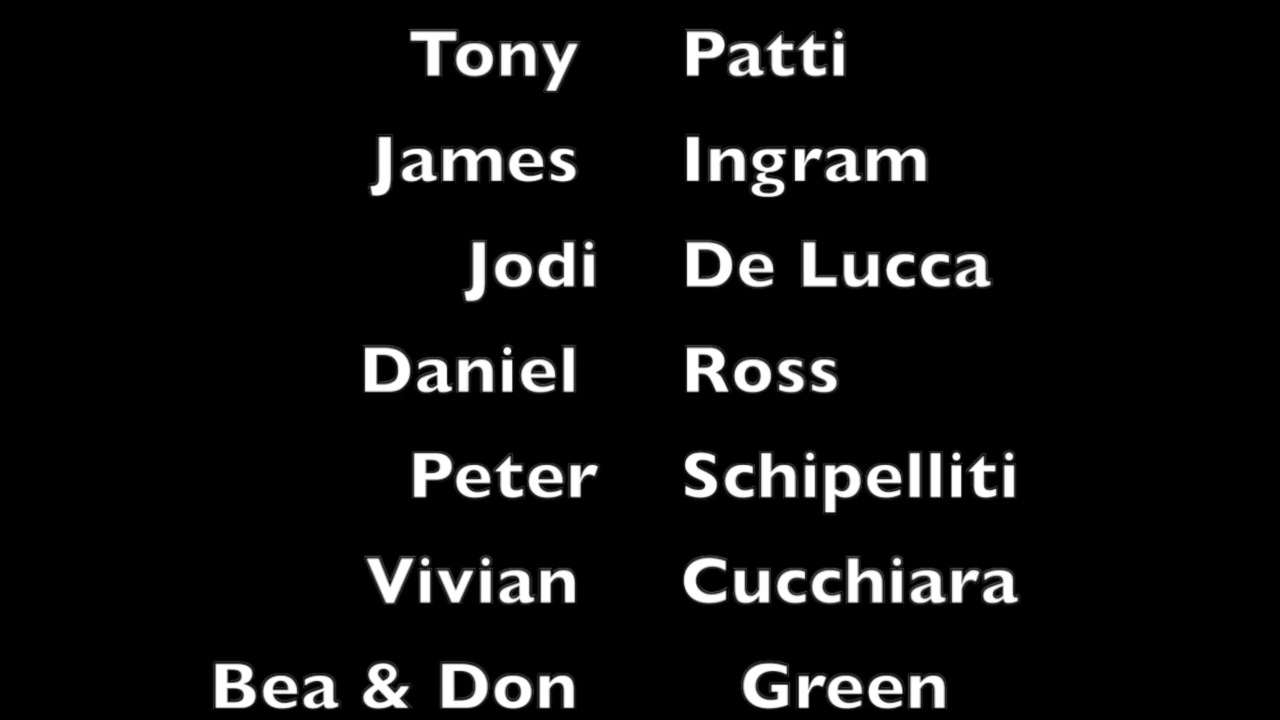 Tony Patti
James Ingram
Jodi De Lucca
Daniel Ross
Peter Schipelliti
Vivian Cucchiara
Bea & Don Green